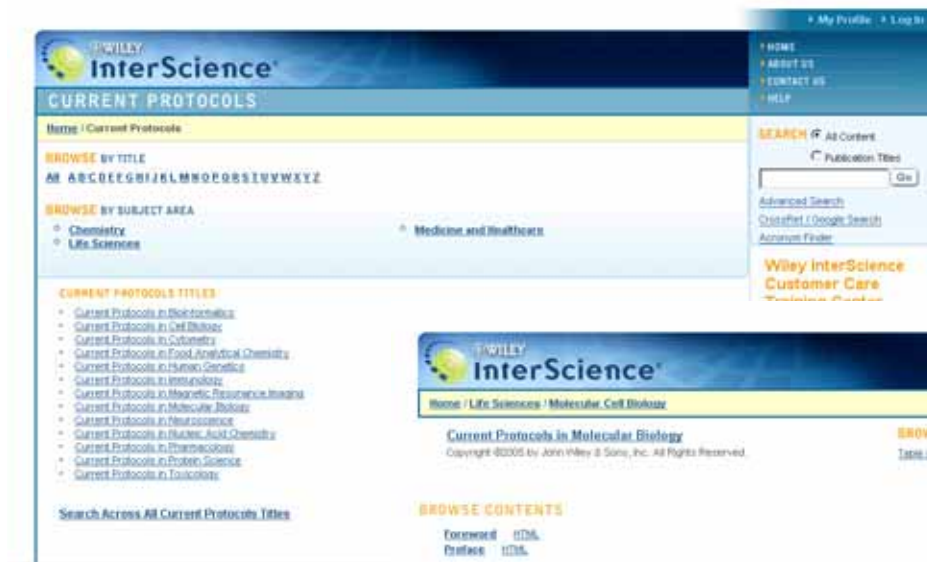 My Profile Log In
WILEY
InterScience®
HOME
ABOUT US
CONTACT US
HELP
CURRENT PROTOCOLS
Home / Current Protocols
SEARCH All Content
Publication Titles
Go
Advanced Search
CrossRef / Google Search
Acronym Finder
BROWSE BY TITLE
All A B C D E F G H I J K L M N O P Q R S T U V W X Y Z
BROWSE BY SUBJECT AREA
Chemistry
Life Sciences
Medicine and Healthcare
Wiley InterScience
Customer Care
Training Center
CURRENT PROTOCOLS TITLES
Current Protocols in Bioinformatics
Current Protocols in Cell Biology
Current Protocols in Cytometry
Current Protocols in Food Analytical Chemistry
Current Protocols in Human Genetics
Current Protocols in Immunology
Current Protocols in Magnetic Resonance Imaging
Current Protocols in Molecular Biology
Current Protocols in Neuroscience
Current Protocols in Nucleic Acid Chemistry
Current Protocols in Pharmacology
Current Protocols in Protein Science
Current Protocols in Toxicology
Search Across All Current Protocols Titles
WILEY
InterScience®
Home / Life Sciences / Molecular Cell Biology
Current Protocols in Molecular Biology
Copyright ©2005 by John Wiley & Sons, Inc. All Rights Reserved.
BROWSE CONTENTS
Foreword HTML
Preface HTML
BROW
Table